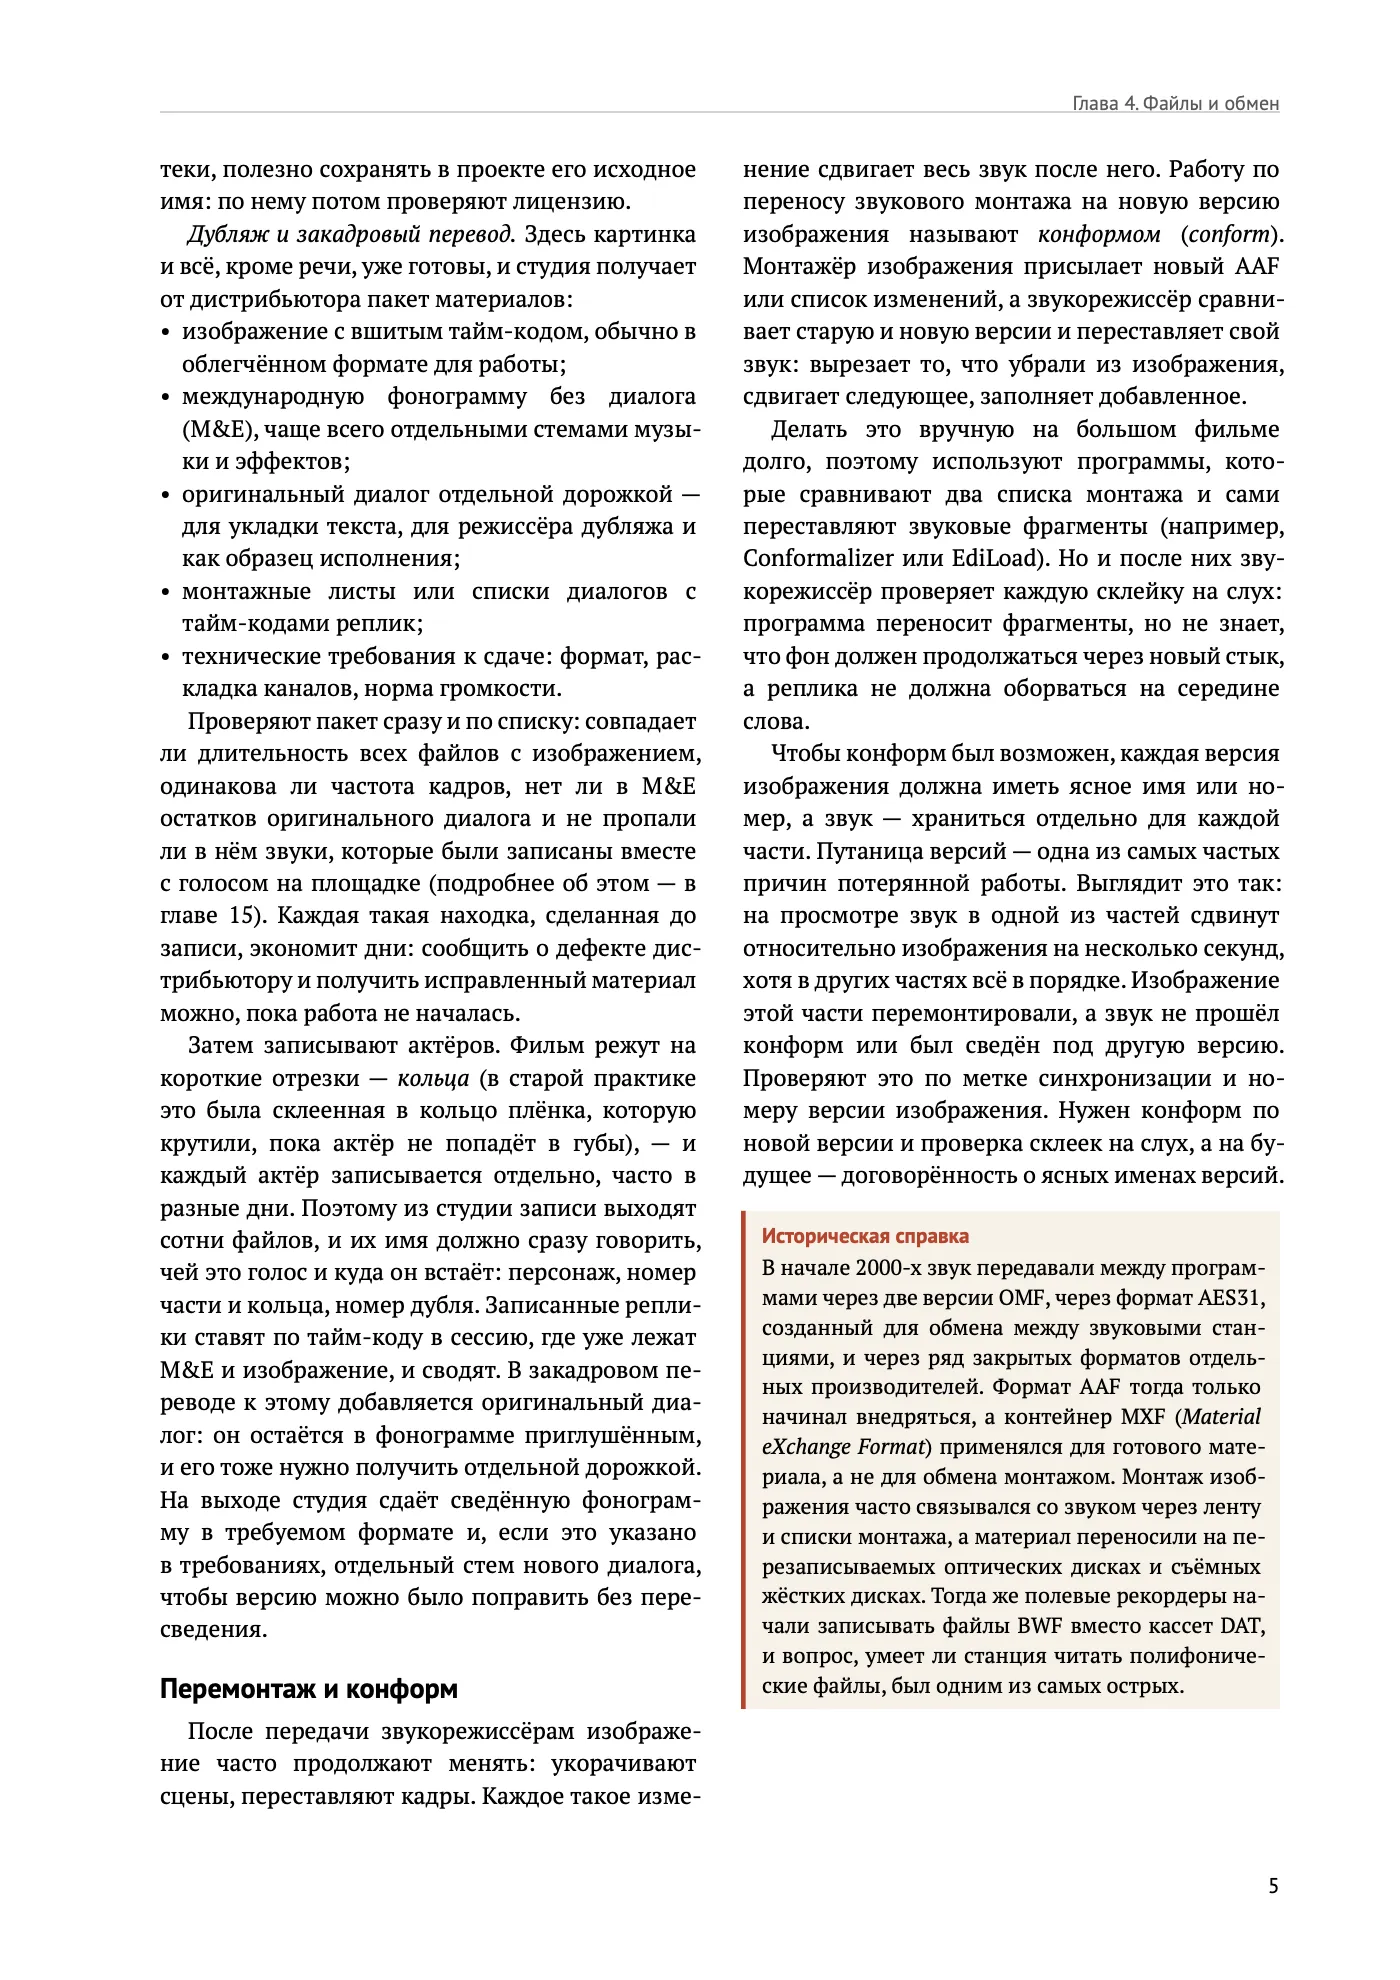 Глава 4. Файлы и обмен
теки, полезно сохранять в проекте его исходное
имя: по нему потом проверяют лицензию.
Дубляж и закадровый перевод. Здесь картинка
и всё, кроме речи, уже готовы, и студия получает
от дистрибьютора пакет материалов:
• изображение с вшитым тайм-кодом, обычно в
облегчённом формате для работы;
• международную фонограмму без диалога
(M&E), чаще всего отдельными стемами музы-
ки и эффектов;
• оригинальный диалог отдельной дорожкой —
для укладки текста, для режиссёра дубляжа и
как образец исполнения;
• монтажные листы или списки диалогов с
тайм-кодами реплик;
• технические требования к сдаче: формат, рас-
кладка каналов, норма громкости.
Проверяют пакет сразу и по списку: совпадает
ли длительность всех файлов с изображением,
одинакова ли частота кадров, нет ли в M&E
остатков оригинального диалога и не пропали
ли в нём звуки, которые были записаны вместе
с голосом на площадке (подробнее об этом — в
главе 15). Каждая такая находка, сделанная до
записи, экономит дни: сообщить о дефекте дис-
трибьютору и получить исправленный материал
можно, пока работа не началась.
Затем записывают актёров. Фильм режут на
короткие отрезки — кольца (в старой практике
это была склеенная в кольцо плёнка, которую
крутили, пока актёр не попадёт в губы), — и
каждый актёр записывается отдельно, часто в
разные дни. Поэтому из студии записи выходят
сотни файлов, и их имя должно сразу говорить,
чей это голос и куда он встаёт: персонаж, номер
части и кольца, номер дубля. Записанные репли-
ки ставят по тайм-коду в сессию, где уже лежат
M&E и изображение, и сводят. В закадровом пе-
реводе к этому добавляется оригинальный диа-
лог: он остаётся в фонограмме приглушённым,
и его тоже нужно получить отдельной дорожкой.
На выходе студия сдаёт сведённую фонограм-
му в требуемом формате и, если это указано
в требованиях, отдельный стем нового диалога,
чтобы версию можно было поправить без пере-
сведения.
Перемонтаж и конформ
После передачи звукорежиссёрам изображе-
ние часто продолжают менять: укорачивают
сцены, переставляют кадры. Каждое такое изме-
нение сдвигает весь звук после него. Работу по
переносу звукового монтажа на новую версию
изображения называют конформом (conform).
Монтажёр изображения присылает новый AAF
или список изменений, а звукорежиссёр сравни-
вает старую и новую версии и переставляет свой
звук: вырезает то, что убрали из изображения,
сдвигает следующее, заполняет добавленное.
Делать это вручную на большом фильме
долго, поэтому используют программы, кото-
рые сравнивают два списка монтажа и сами
переставляют звуковые фрагменты (например,
Conformalizer или EdiLoad). Но и после них зву-
корежиссёр проверяет каждую склейку на слух:
программа переносит фрагменты, но не знает,
что фон должен продолжаться через новый стык,
а реплика не должна оборваться на середине
слова.
Чтобы конформ был возможен, каждая версия
изображения должна иметь ясное имя или но-
мер, а звук — храниться отдельно для каждой
части. Путаница версий — одна из самых частых
причин потерянной работы. Выглядит это так:
на просмотре звук в одной из частей сдвинут
относительно изображения на несколько секунд,
хотя в других частях всё в порядке. Изображение
этой части перемонтировали, а звук не прошёл
конформ или был сведён под другую версию.
Проверяют это по метке синхронизации и но-
меру версии изображения. Нужен конформ по
новой версии и проверка склеек на слух, а на бу-
дущее — договорённость о ясных именах версий.
Историческая справка
В начале 2000-х звук передавали между програм-
мами через две версии OMF, через формат AES31,
созданный для обмена между звуковыми стан-
циями, и через ряд закрытых форматов отдель-
ных производителей. Формат AAF тогда только
начинал внедряться, а контейнер MXF (Material
eXchange Format) применялся для готового мате-
риала, а не для обмена монтажом. Монтаж изоб-
ражения часто связывался со звуком через ленту
и списки монтажа, а материал переносили на пе-
резаписываемых оптических дисках и съёмных
жёстких дисках. Тогда же полевые рекордеры на-
чали записывать файлы BWF вместо кассет DAT,
и вопрос, умеет ли станция читать полифониче-
ские файлы, был одним из самых острых.
5